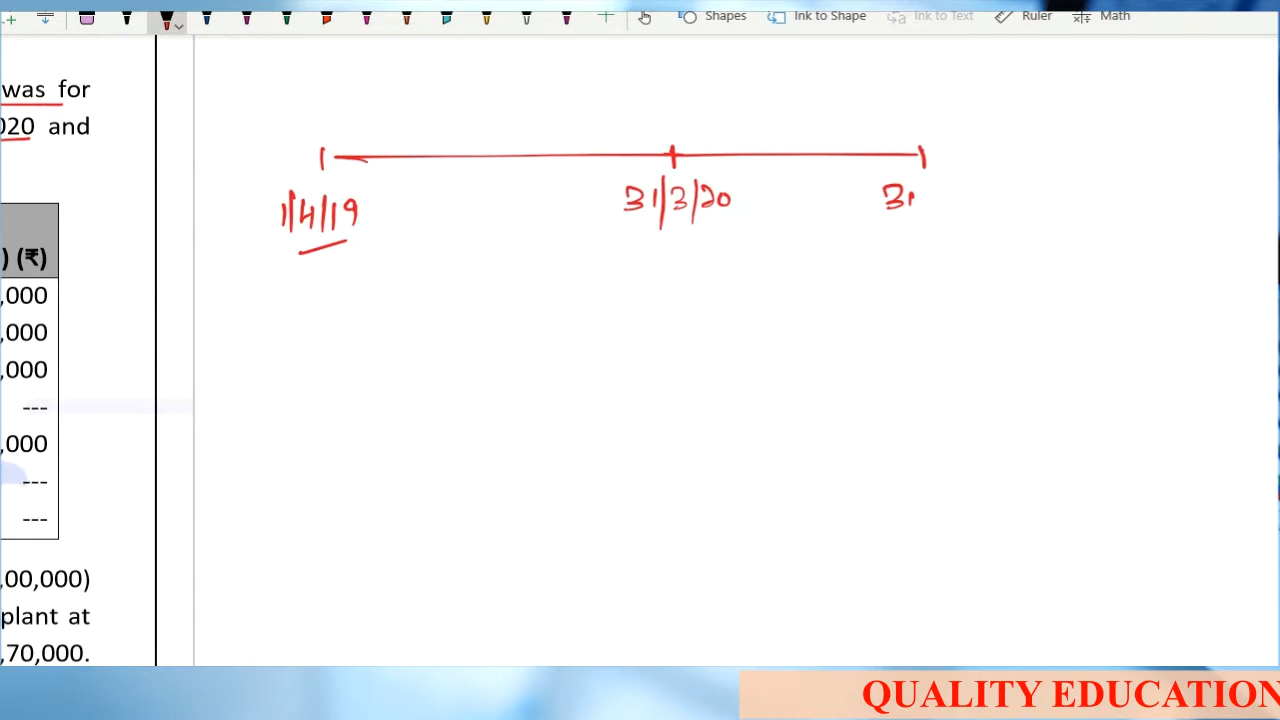 Shapes Ink to Shape Ink to Text Ruler Math
was for
020 and
1/4/19 31/3/20 31
) (₹)
,000
,000
,000
---
,000
---
---
,00,000)
plant at
,70,000.
QUALITY EDUCATION